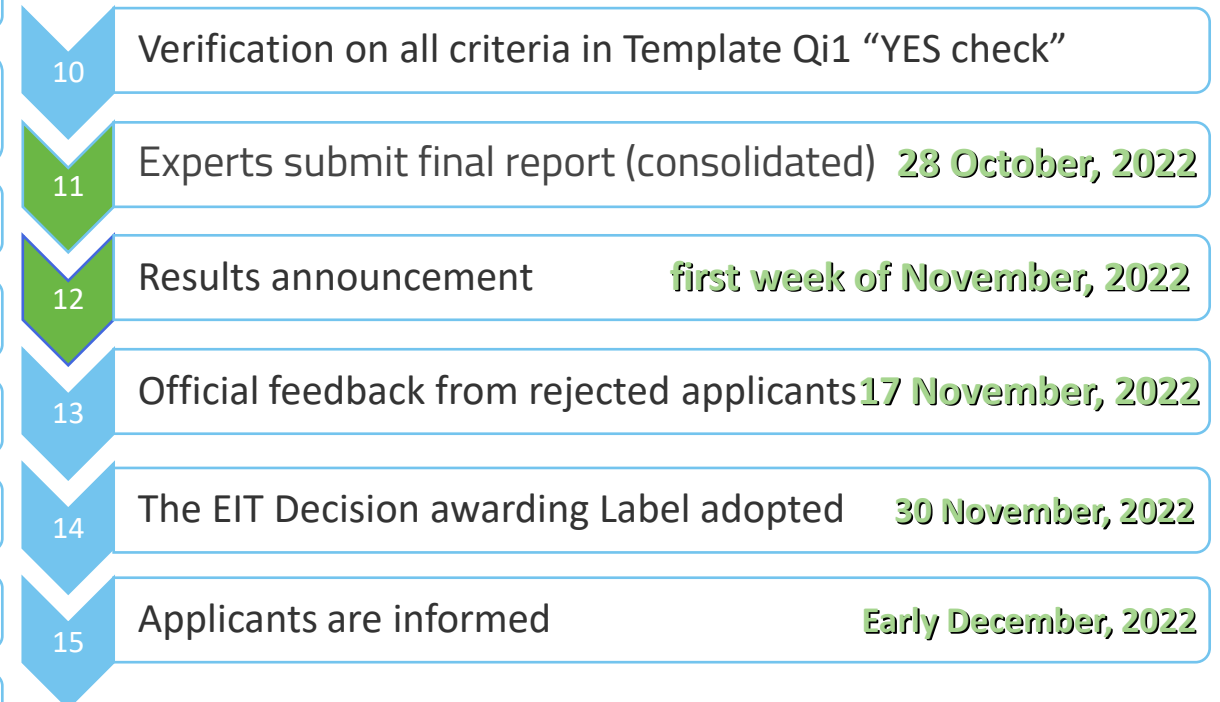 10
Verification on all criteria in Template Qi1 “YES check”
11
Experts submit final report (consolidated) 28 October, 2022
12
Results announcement first week of November, 2022
13
Official feedback from rejected applicants 17 November, 2022
14
The EIT Decision awarding Label adopted 30 November, 2022
15
Applicants are informed Early December, 2022